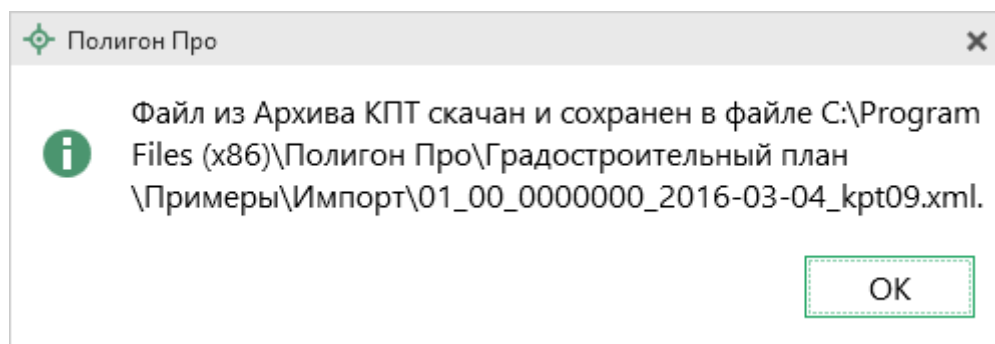 Полигон Про
Файл из Архива КПТ скачан и сохранен в файле C:\Program
Files (x86)\Полигон Про\Градостроительный план
\Примеры\Импорт\01_00_0000000_2016-03-04_kpt09.xml.
OK